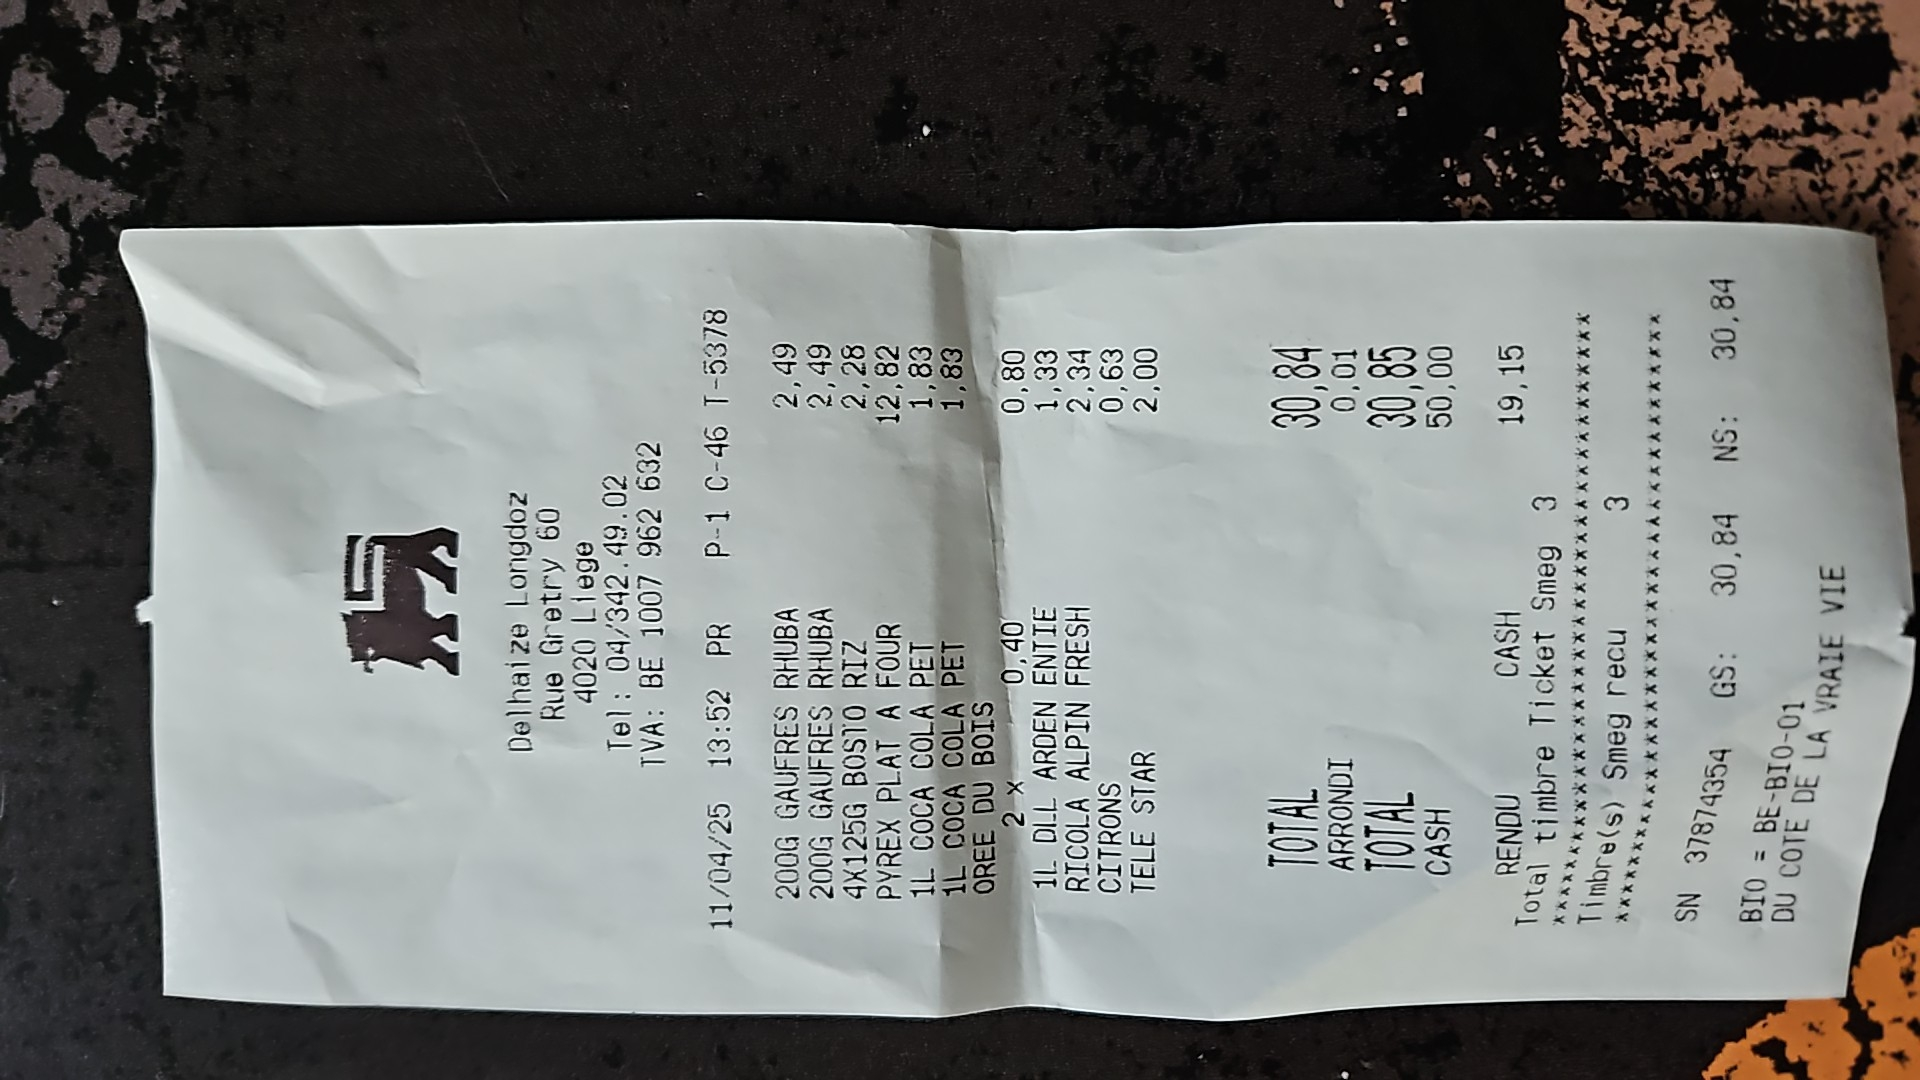 Delhaize Longdoz
Rue Gretry 60
4020 Liege
Tel: 04/342.49.02
TVA: BE 1007 962 632
11/04/25 13:52 PR P-1 C-46 T-5378
200G GAUFRES RHUBA 2,49
200G GAUFRES RHUBA 2,49
4X125G BOSTO RIZ 2,28
PYREX PLAT A FOUR 12,82
1L COCA COLA PET 1,83
1L COCA COLA PET 1,83
OREE DU BOIS
2 x 0,40 0,80
1L DLL ARDEN ENTIE 1,33
RICOLA ALPIN FRESH 2,34
CITRONS 0,63
TELE STAR 2,00
TOTAL 30,84
ARRONDI 0,01
TOTAL 30,85
CASH 50,00
RENDU CASH 19,15
Total timbre Ticket Smeg 3
******************************************
Timbre(s) Smeg recu 3
******************************************
SN 37874354 GS: 30,84 NS: 30,84
BIO = BE-BIO-01
DU COTE DE LA VRAIE VIE